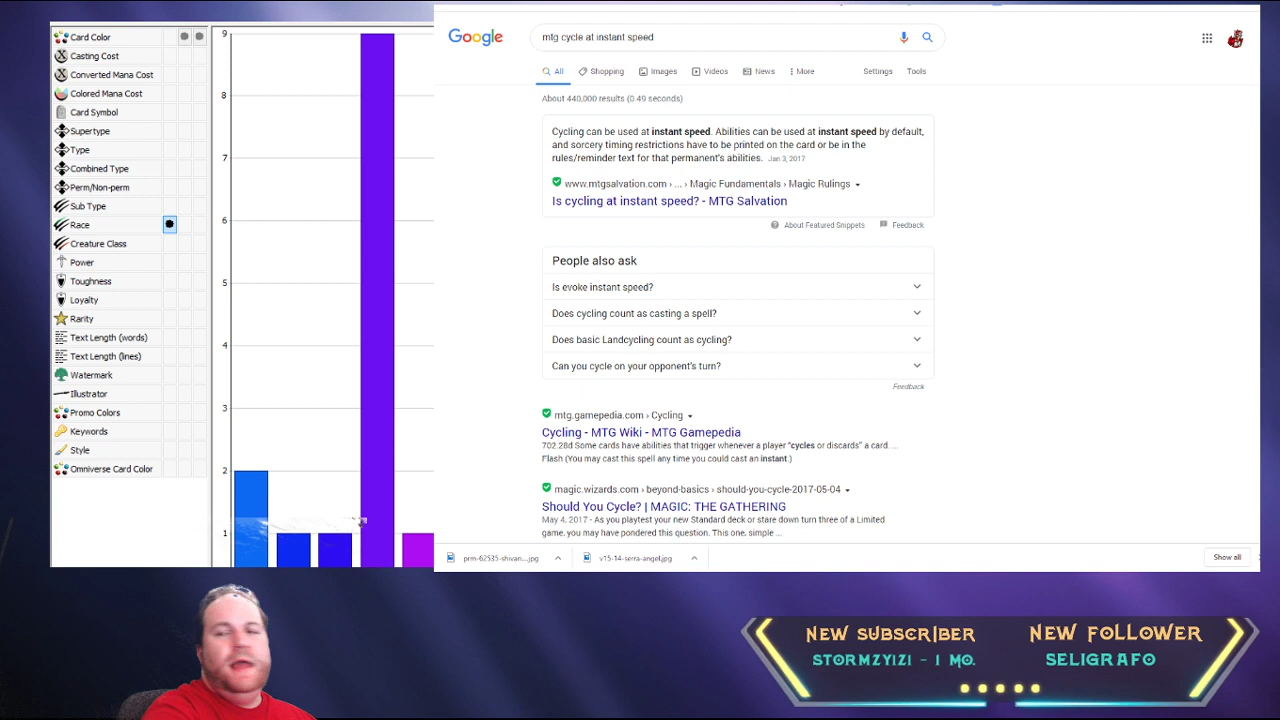 Card Color
Casting Cost
Converted Mana Cost
Colored Mana Cost
Card Symbol
Supertype
Type
Combined Type
Perm/Non-perm
Sub Type
Race
Creature Class
Power
Toughness
Loyalty
Rarity
Text Length (words)
Text Length (lines)
Watermark
Illustrator
Promo Colors
Keywords
Style
Omniverse Card Color
9
8
7
6
5
4
3
2
1
Google
mtg cycle at instant speed
All Shopping Images Videos News More Settings Tools
About 440,000 results (0.49 seconds)
Cycling can be used at instant speed. Abilities can be used at instant speed by default,
and sorcery timing restrictions have to be printed on the card or be in the
rules/reminder text for that permanent's abilities. Jan 3, 2017
www.mtgsalvation.com › ... › Magic Fundamentals › Magic Rulings
Is cycling at instant speed? - MTG Salvation
About Featured Snippets Feedback
People also ask
Is evoke instant speed?
Does cycling count as casting a spell?
Does basic Landcycling count as cycling?
Can you cycle on your opponent's turn?
Feedback
mtg.gamepedia.com › Cycling
Cycling - MTG Wiki - MTG Gamepedia
702.28d Some cards have abilities that trigger whenever a player "cycles or discards" a card....
Flash (You may cast this spell any time you could cast an instant.)
magic.wizards.com › beyond-basics › should-you-cycle-2017-05-04
Should You Cycle? | MAGIC: THE GATHERING
May 4, 2017 - As you playtest your new Standard deck or stare down turn three of a Limited
game, you may have pondered this question. This one, simple ...
prm-62535-shivan....jpg
v15-14-serra-angel.jpg
Show all
NEW SUBSCRIBER
STORMZYIZI - 1 MO.
NEW FOLLOWER
SELIGRAFO